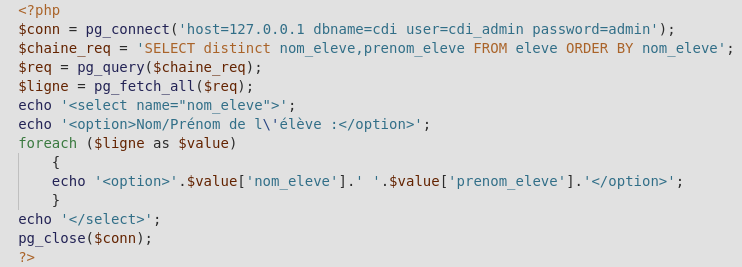 <?php
$conn = pg_connect('host=127.0.0.1 dbname=cdi user=cdi_admin password=admin');
$chaine_req = 'SELECT distinct nom_eleve,prenom_eleve FROM eleve ORDER BY nom_eleve';
$req = pg_query($chaine_req);
$ligne = pg_fetch_all($req);
echo '<select name="nom_eleve">';
echo '<option>Nom/Prénom de l\'élève :</option>';
foreach ($ligne as $value)
    {
    echo '<option>'.$value['nom_eleve'].' '.$value['prenom_eleve'].'</option>';
    }
echo '</select>';
pg_close($conn);
?>